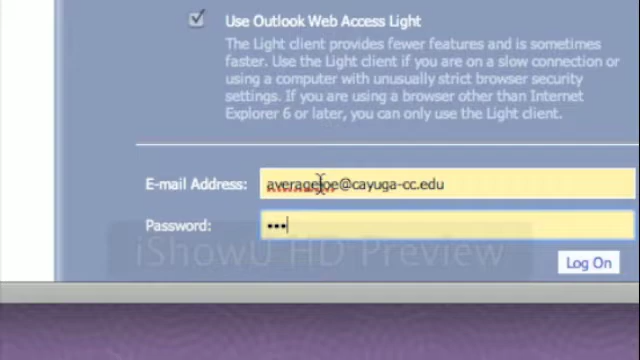 Use Outlook Web Access Light
The Light client provides fewer features and is sometimes
faster. Use the Light client if you are on a slow connection or
using a computer with unusually strict browser security
settings. If you are using a browser other than Internet
Explorer 6 or later, you can only use the Light client.
E-mail Address: averagejoe@cayuga-cc.edu
Password: •••
iShowU HD Preview
Log On